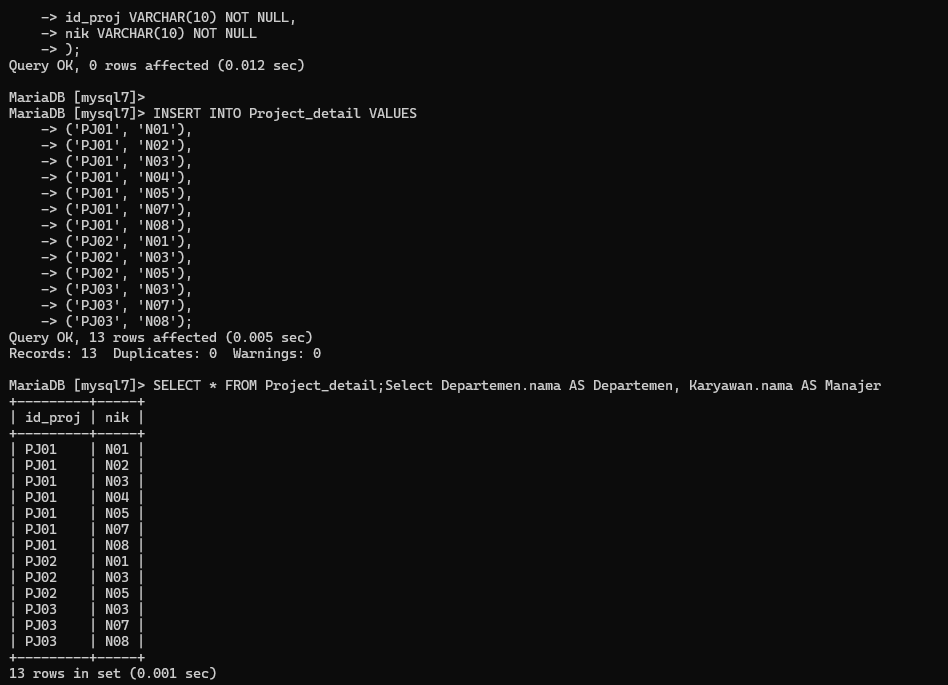 -> id_proj VARCHAR(10) NOT NULL,
    -> nik VARCHAR(10) NOT NULL
    -> );
Query OK, 0 rows affected (0.012 sec)

MariaDB [mysql7]>
MariaDB [mysql7]> INSERT INTO Project_detail VALUES
    -> ('PJ01', 'N01'),
    -> ('PJ01', 'N02'),
    -> ('PJ01', 'N03'),
    -> ('PJ01', 'N04'),
    -> ('PJ01', 'N05'),
    -> ('PJ01', 'N07'),
    -> ('PJ01', 'N08'),
    -> ('PJ02', 'N01'),
    -> ('PJ02', 'N03'),
    -> ('PJ02', 'N05'),
    -> ('PJ03', 'N03'),
    -> ('PJ03', 'N07'),
    -> ('PJ03', 'N08');
Query OK, 13 rows affected (0.005 sec)
Records: 13  Duplicates: 0  Warnings: 0

MariaDB [mysql7]> SELECT * FROM Project_detail;Select Departemen.nama AS Departemen, Karyawan.nama AS Manajer
+---------+-----+
| id_proj | nik |
+---------+-----+
| PJ01    | N01 |
| PJ01    | N02 |
| PJ01    | N03 |
| PJ01    | N04 |
| PJ01    | N05 |
| PJ01    | N07 |
| PJ01    | N08 |
| PJ02    | N01 |
| PJ02    | N03 |
| PJ02    | N05 |
| PJ03    | N03 |
| PJ03    | N07 |
| PJ03    | N08 |
+---------+-----+
13 rows in set (0.001 sec)